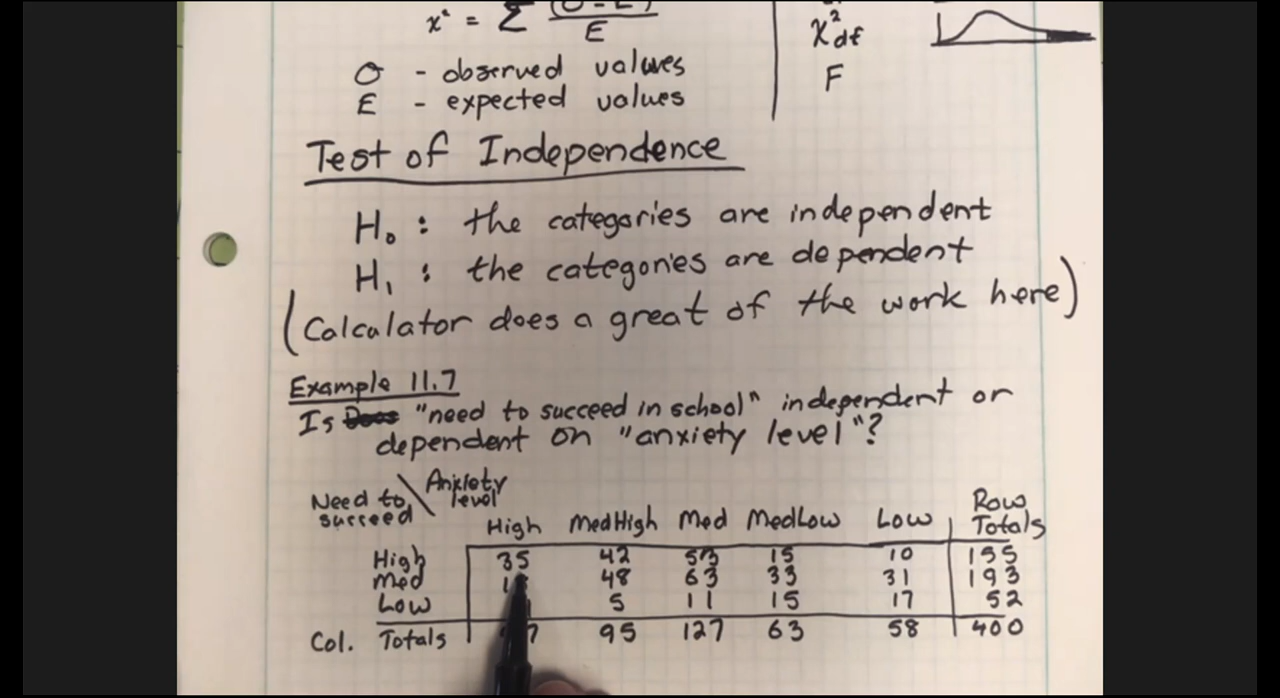 χ² = Σ (O-E)² / E
χ²df
F
O - observed values
E - expected values
Test of Independence
H₀ : the categories are independent
H₁ : the categories are dependent
(Calculator does a great of the work here)
Example 11.7
Is "need to succeed in school" independent or
dependent on "anxiety level"?
Need to succeed \ Anxiety level
High MedHigh Med MedLow Low Row Totals
High 35 42 53 15 10 155
Med 48 63 33 31 193
Low 5 11 15 17 52
Col. Totals 95 127 63 58 400